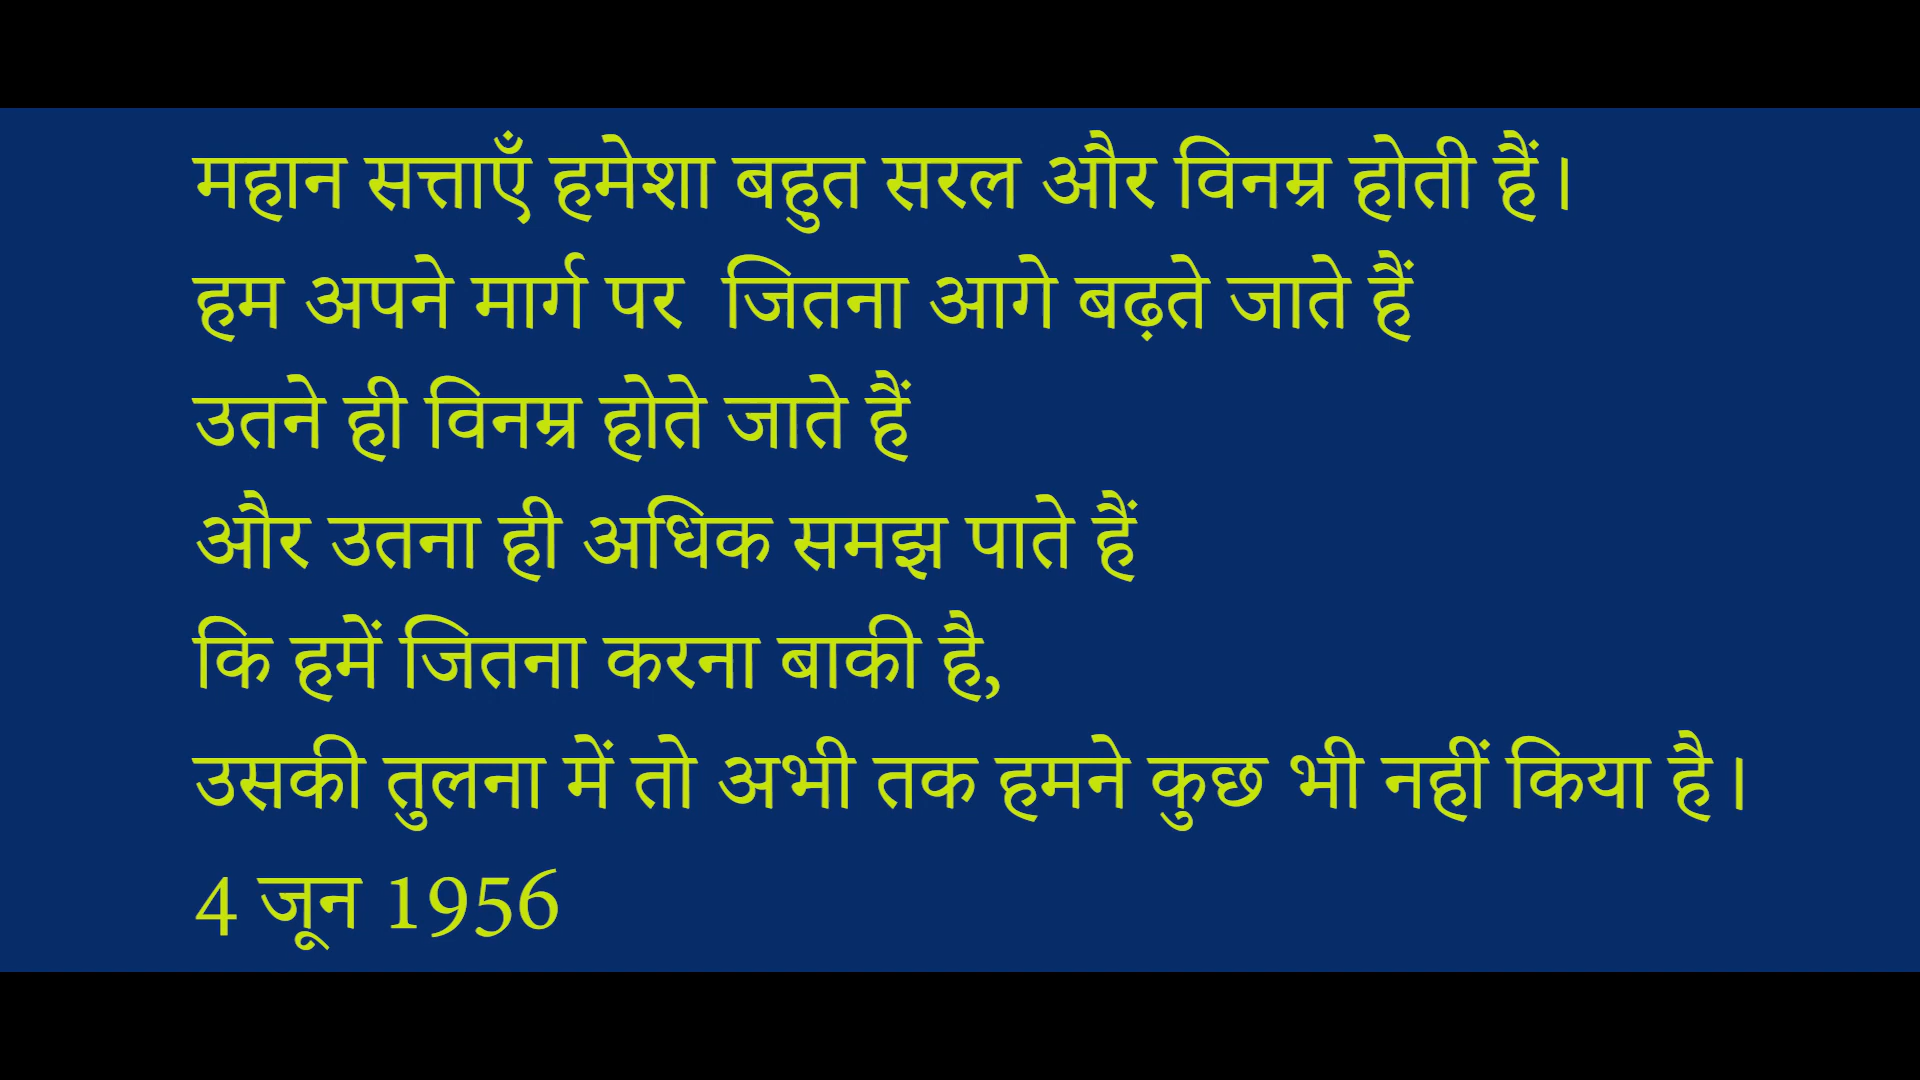 महान सत्ताएँ हमेशा बहुत सरल और विनम्र होती हैं।
हम अपने मार्ग पर जितना आगे बढ़ते जाते हैं
उतने ही विनम्र होते जाते हैं
और उतना ही अधिक समझ पाते हैं
कि हमें जितना करना बाकी है,
उसकी तुलना में तो अभी तक हमने कुछ भी नहीं किया है।
4 जून 1956